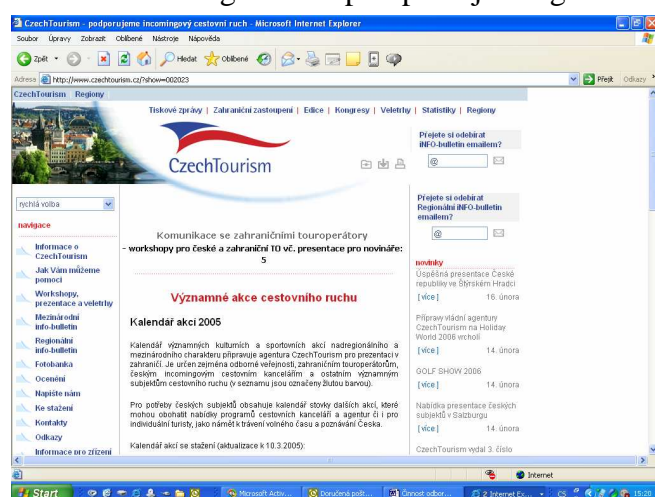 CzechTourism - podporujeme incomingový cestovní ruch - Microsoft Internet Explorer
Soubor Úpravy Zobrazit Oblíbené Nástroje Nápověda
Zpět Hledat Oblíbené
Adresa http://www.czechtourism.cz/?show=002023 Přejít Odkazy
CzechTourism Regiony
Tiskové zprávy | Zahraniční zastoupení | Edice | Kongresy | Veletrhy | Statistiky | Regiony
CzechTourism
Přejete si odebírat
iNFO-bulletin emailem?
@
rychlá volba
navigace
Informace o
CzechTourism
Jak Vám můžeme
pomoci
Workshopy,
prezentace a veletrhy
Mezinárodní
info-bulletin
Regionální
info-bulletin
Fotobanka
Ocenění
Napište nám
Ke stažení
Kontakty
Odkazy
Informace pro zřízení
Komunikace se zahraničními touroperátory
- workshopy pro české a zahraniční TO vč. presentace pro novináře:
5
Významné akce cestovního ruchu
Kalendář akcí 2005
Kalendář významných kulturních a sportovních akcí nadregionálního a
mezinárodního charakteru připravuje agentura CzechTourism pro prezentaci v
zahraničí. Je určen zejména odborné veřejnosti, zahraničním touroperátorům,
českým incomingovým cestovním kancelářím a ostatním významným
subjektům cestovního ruchu (v seznamu jsou označeny žlutou barvou).
Pro potřeby českých subjektů obsahuje kalendář stovky dalších akcí, které
mohou obohatit nabídky programů cestovních kanceláří a agentur či i pro
individuální turisty, jako námět k trávení volného času a poznávání Česka.
Kalendář akcí se stažení (aktualizace k 10.3.2005):
Přejete si odebírat
Regionální iNFO-bulletin
emailem?
@
novinky
Úspěšná presentace České
republiky ve Štýrském Hradci
[více] 16. února
Přípravy vládní agentury
CzechTourism na Holiday
World 2006 vrcholí
[více] 14. února
GOLF SHOW 2006
[více] 14. února
Nabídka presentace českých
subjektů v Salzburgu
[více] 14. února
CzechTourism vydal 3. číslo
Internet
Start Microsoft Activ... Doručená pošt... Činnost odbor... 2 Internet Ex... CS 15:20